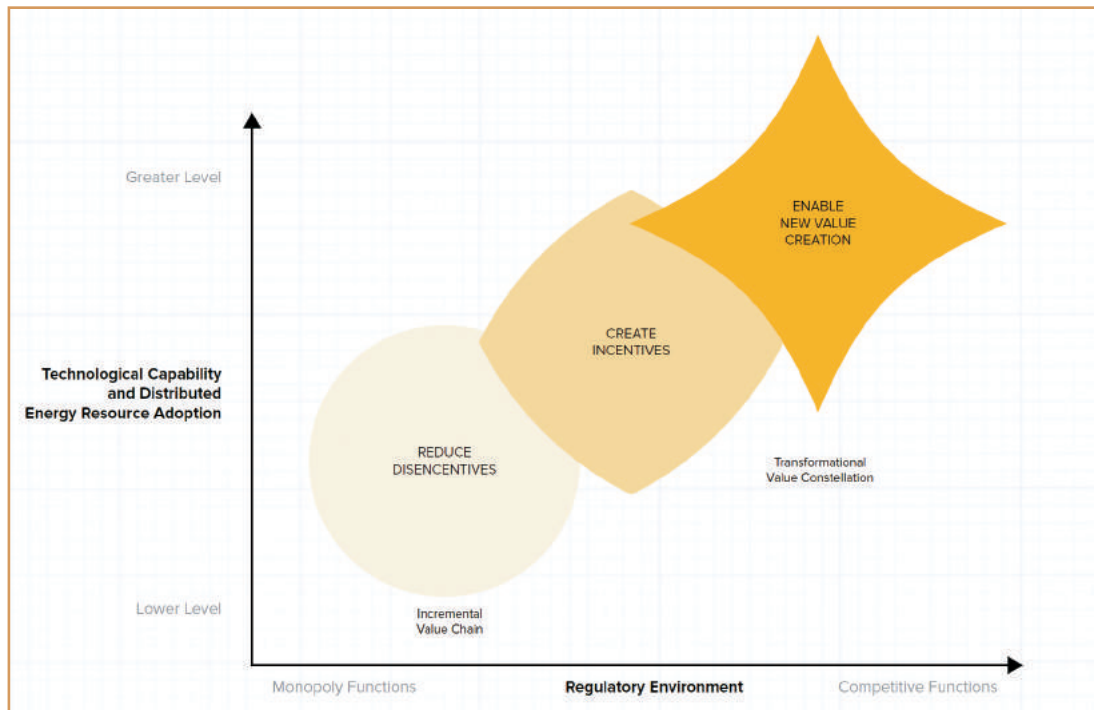 Greater Level
ENABLE
NEW VALUE
CREATION
CREATE
INCENTIVES
Technological Capability
and Distributed
Energy Resource Adoption
REDUCE
DISENCENTIVES
Transformational
Value Constellation
Lower Level
Incremental
Value Chain
Monopoly Functions
Regulatory Environment
Competitive Functions